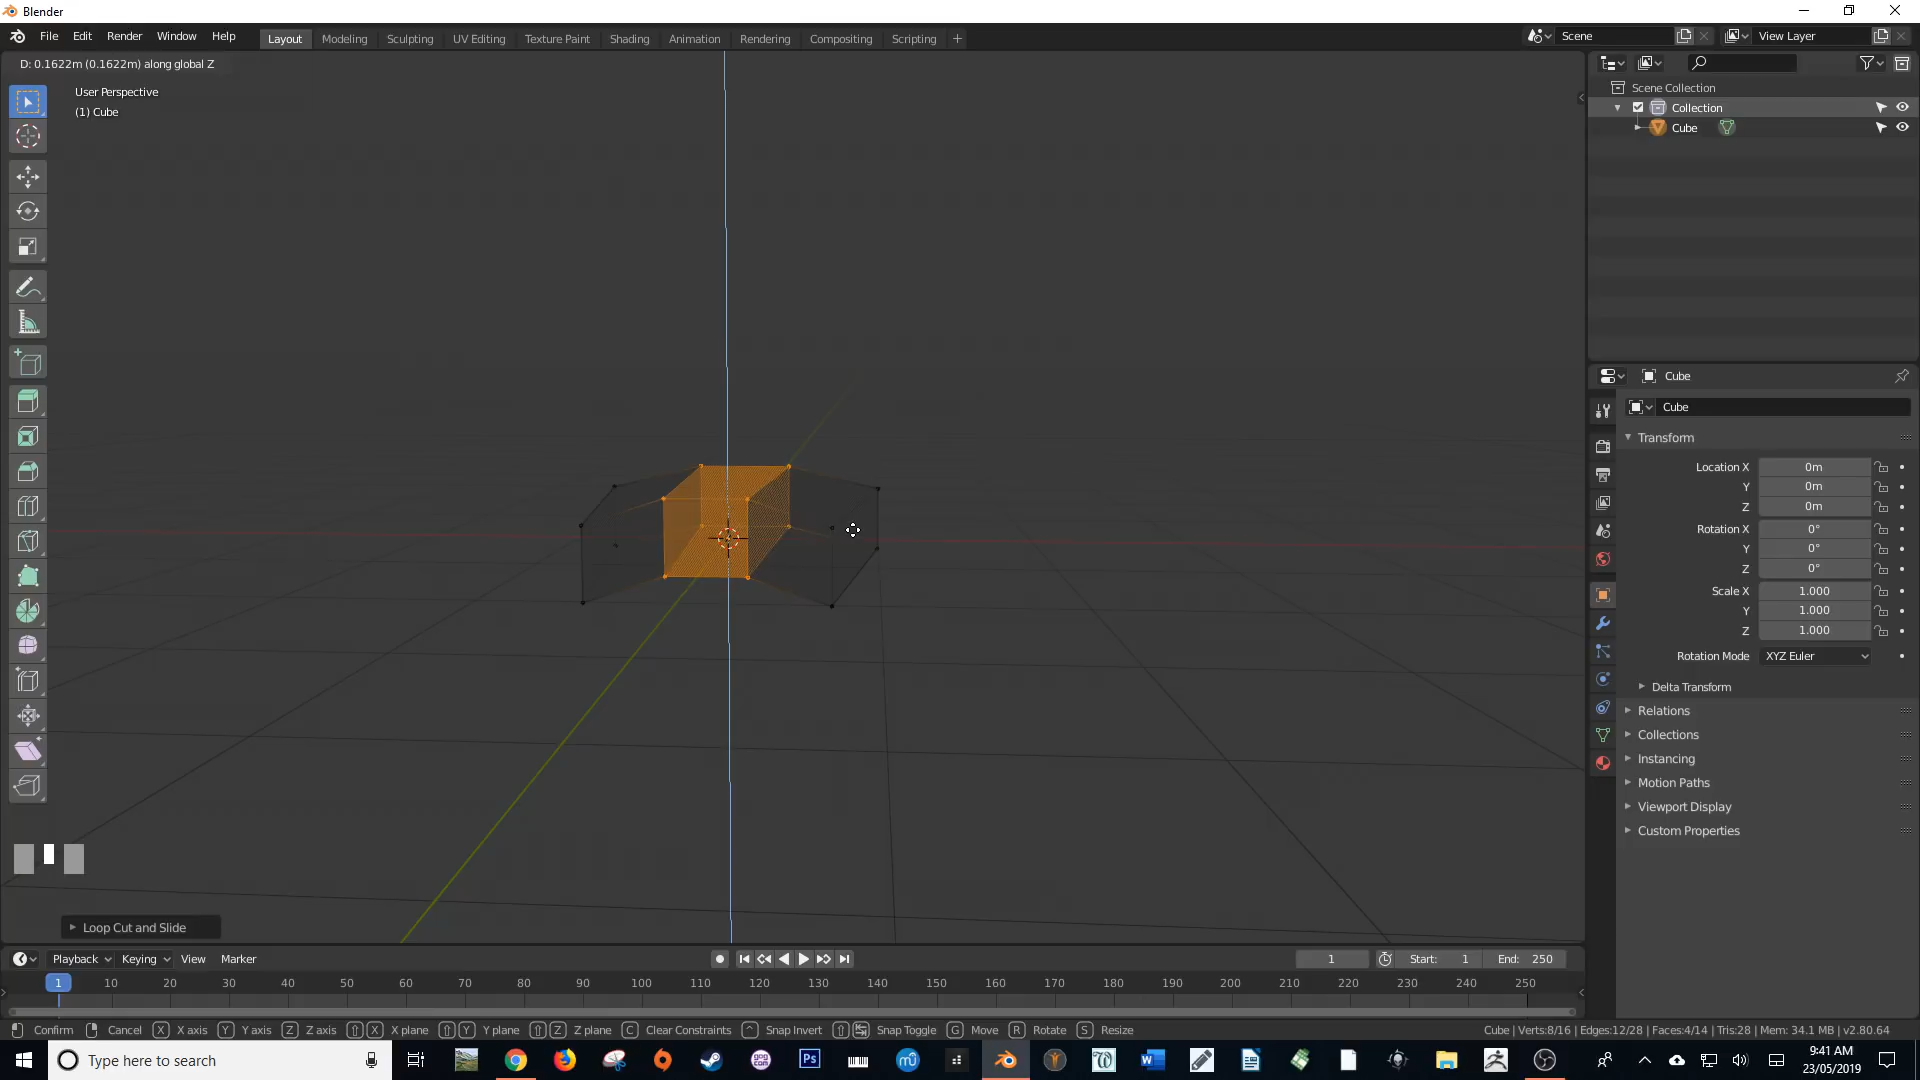 Blender
File Edit Render Window Help
Layout Modeling Sculpting UV Editing Texture Paint Shading Animation Rendering Compositing Scripting +
Scene
View Layer
D: 0.1622m (0.1622m) along global Z
User Perspective
(1) Cube
Scene Collection
Collection
Cube
Cube
Cube
Transform
Location X 0m
Y 0m
Z 0m
Rotation X 0°
Y 0°
Z 0°
Scale X 1.000
Y 1.000
Z 1.000
Rotation Mode XYZ Euler
Delta Transform
Relations
Collections
Instancing
Motion Paths
Viewport Display
Custom Properties
Loop Cut and Slide
Playback Keying View Marker
1 Start: 1 End: 250
1 10 20 30 40 50 60 70 80 90 100 110 120 130 140 150 160 170 180 190 200 210 220 230 240 250
Confirm Cancel X X axis Y Y axis Z Z axis X X plane Y Y plane Z Z plane C Clear Constraints Snap Invert Snap Toggle G Move R Rotate S Resize
Cube | Verts:8/16 | Edges:12/28 | Faces:4/14 | Tris:28 | Mem: 34.1 MB | v2.80.64
Type here to search
Ps
9:41 AM
23/05/2019